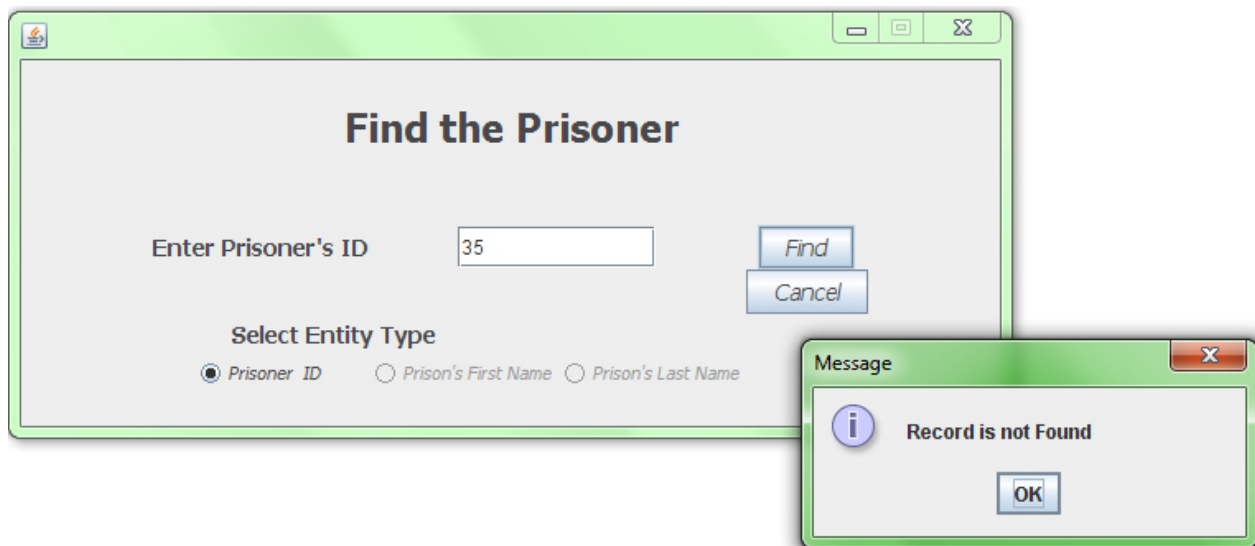 Find the Prisoner
Enter Prisoner's ID 35 Find
Cancel
Select Entity Type
Prisoner ID Prison's First Name Prison's Last Name
Message
Record is not Found
OK